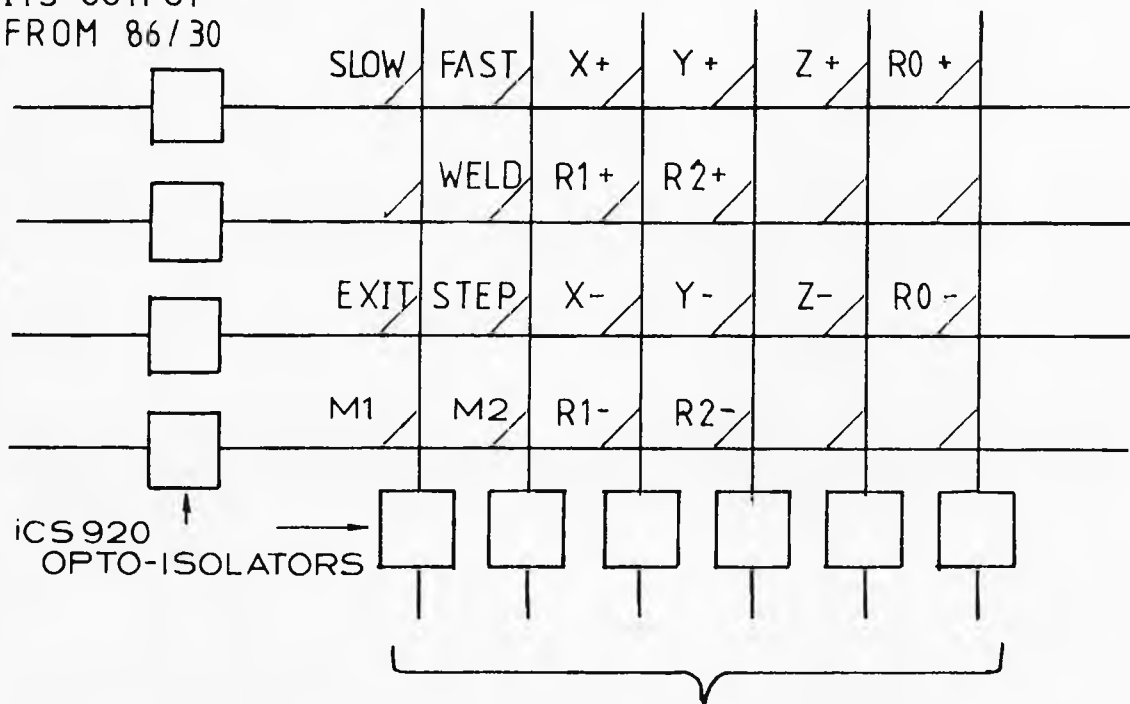 FROM 86/30
SLOW FAST X+ Y+ Z+ R0+
WELD R1+ R2+
EXIT STEP X- Y- Z- R0-
M1 M2 R1- R2-
iCS920
OPTO-ISOLATORS